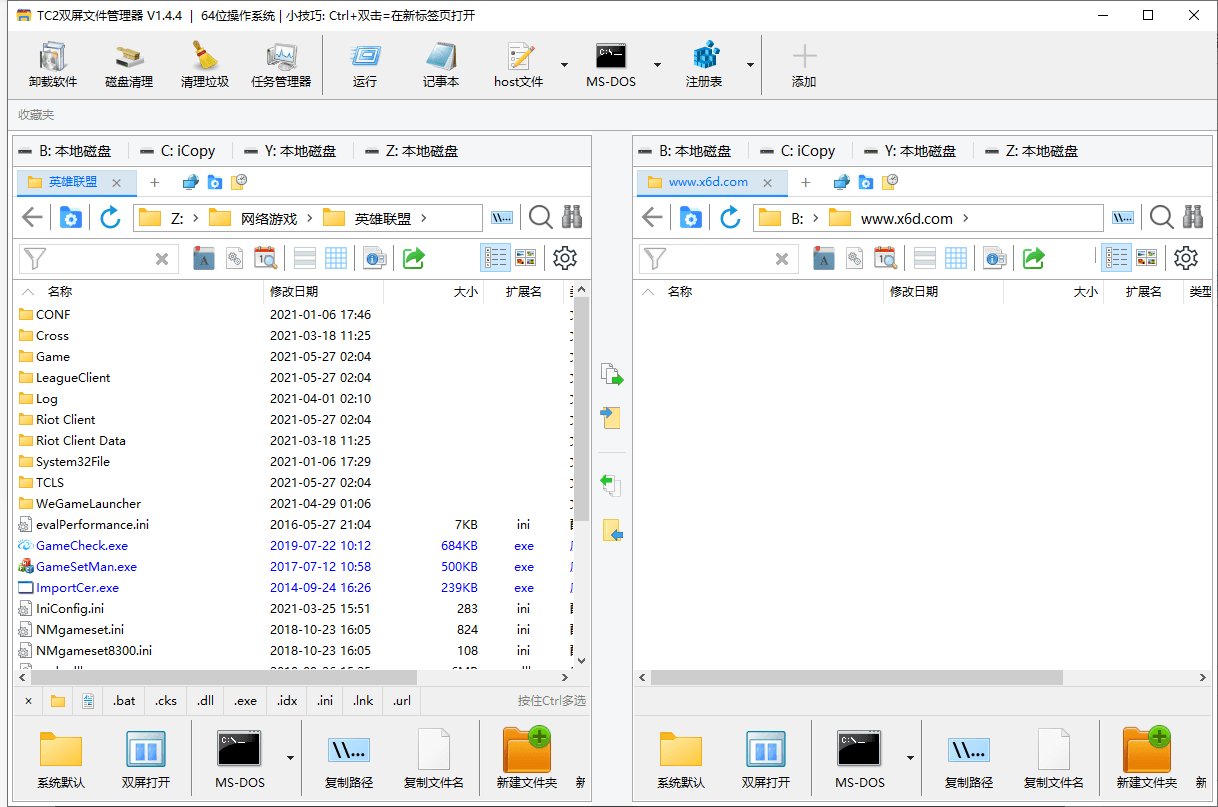 TC2双屏文件管理器 V1.4.4 | 64位操作系统 | 小技巧: Ctrl+双击=在新标签页打开
卸载软件 磁盘清理 清理垃圾 任务管理器 运行 记事本 host文件 MS-DOS 注册表 添加
收藏夹
B: 本地磁盘 C: iCopy Y: 本地磁盘 Z: 本地磁盘
英雄联盟
Z: 网络游戏 英雄联盟 \\...
名称 修改日期 大小 扩展名
CONF 2021-01-06 17:46
Cross 2021-03-18 11:25
Game 2021-05-27 02:04
LeagueClient 2021-05-27 02:04
Log 2021-04-01 02:10
Riot Client 2021-05-27 02:04
Riot Client Data 2021-03-18 11:25
System32File 2021-01-06 17:29
TCLS 2021-05-27 02:04
WeGameLauncher 2021-04-29 01:06
evalPerformance.ini 2016-05-27 21:04 7KB ini
GameCheck.exe 2019-07-22 10:12 684KB exe
GameSetMan.exe 2017-07-12 10:58 500KB exe
ImportCer.exe 2014-09-24 16:26 239KB exe
IniConfig.ini 2021-03-25 15:51 283 ini
NMgameset.ini 2018-10-23 16:05 824 ini
NMgameset8300.ini 2018-10-23 16:05 108 ini
.bat .cks .dll .exe .idx .ini .lnk .url 按住Ctrl多选
系统默认 双屏打开 MS-DOS 复制路径 复制文件名 新建文件夹 新
B: 本地磁盘 C: iCopy Y: 本地磁盘 Z: 本地磁盘
www.x6d.com
B: www.x6d.com \\...
名称 修改日期 大小 扩展名 类型
系统默认 双屏打开 MS-DOS 复制路径 复制文件名 新建文件夹 新